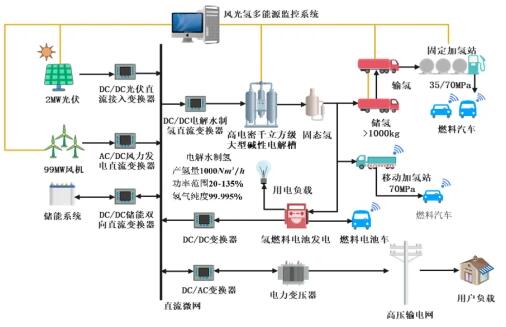 风光氢多能源监控系统
2MW光伏
DC/DC光伏直
流接入变换器
DC/DC电解水制
氢直流变换器
高电密千立方级
大型碱性电解槽
固态氢
输氢
储氢
>1000kg
固定加氢站
35/70MPa
燃料汽车
99MW风机
AC/DC风力发
电直流变换器
电解水制氢
产氢量1000Nm³/h
功率范围20-135%
氢气纯度99.995%
用电负载
移动加氢站
70MPa
燃料汽车
储能系统
DC/DC储能双
向直流变换器
DC/DC变换器
氢燃料电池发电
燃料电池车
DC/AC变换器
电力变压器
直流微网
高压输电网
用户负载